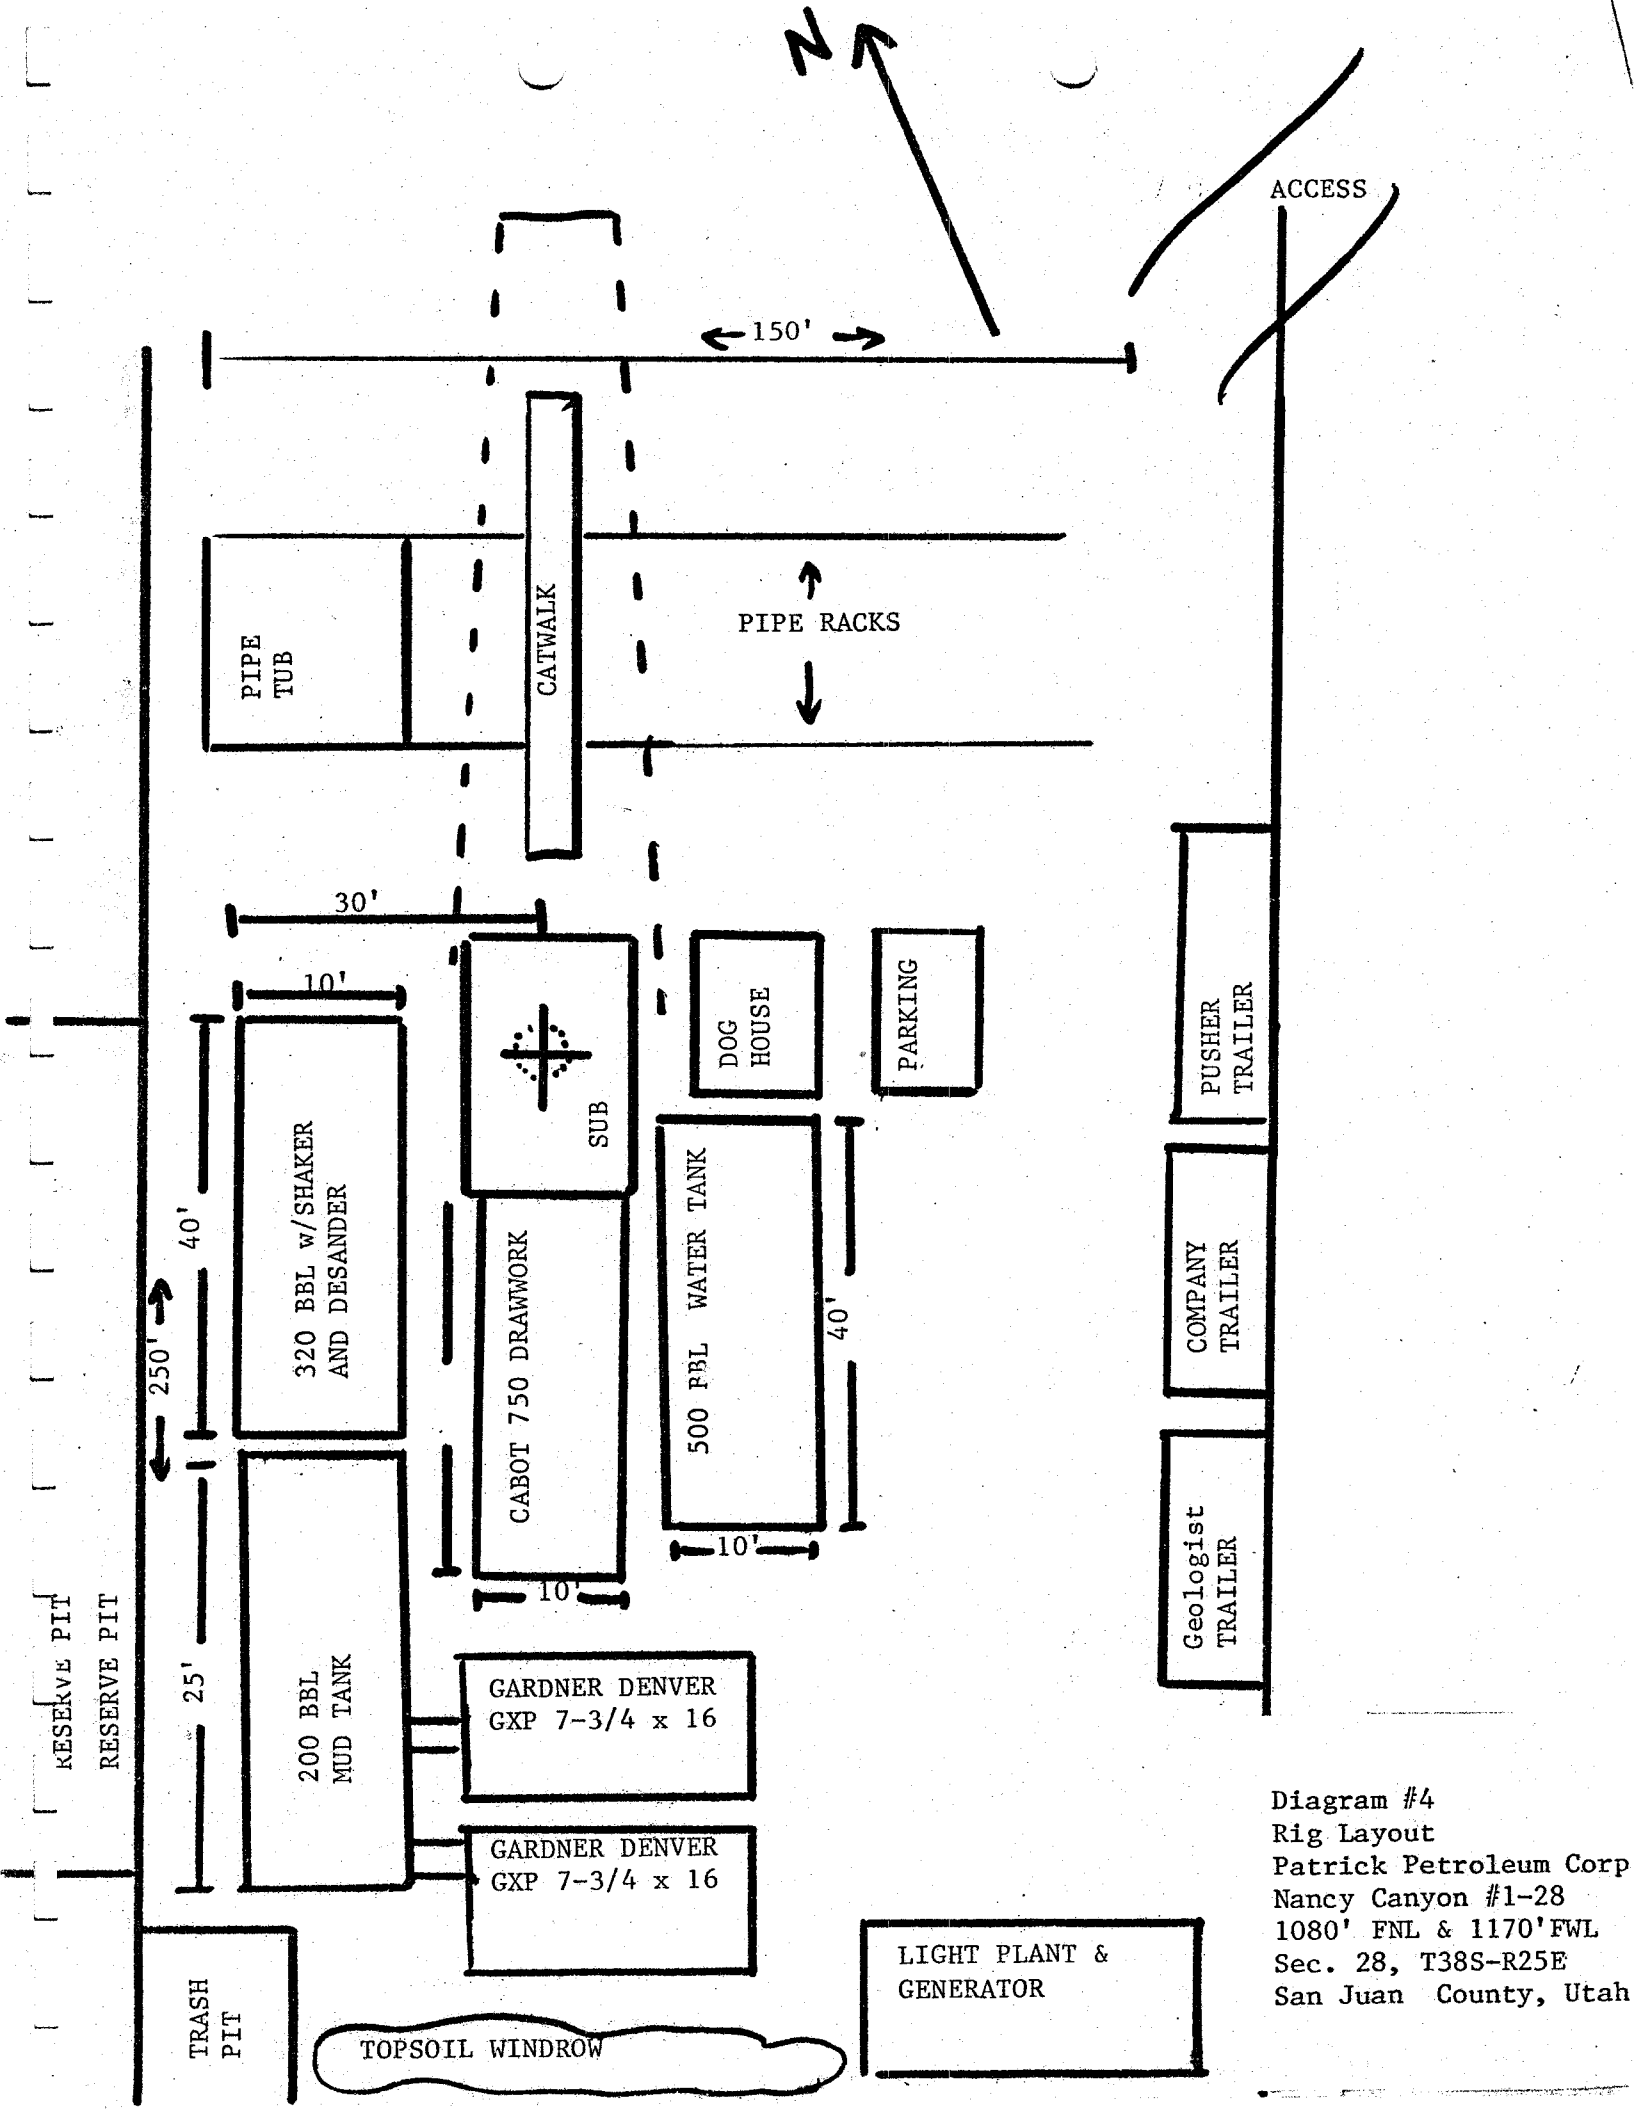 N
ACCESS
150'
PIPE RACKS
CATWALK
PIPE
TUB
30'
10'
SUB
DOG
HOUSE
PARKING
PUSHER
TRAILER
40'
320 BBL w/SHAKER
AND DESANDER
CABOT 750 DRAWWORK
500 BBL WATER TANK
40'
10'
10'
COMPANY
TRAILER
250'
Geologist
TRAILER
RESERVE PIT
RESERVE PIT
25'
200 BBL
MUD TANK
GARDNER DENVER
GXP 7-3/4 x 16
GARDNER DENVER
GXP 7-3/4 x 16
TRASH
PIT
TOPSOIL WINDROW
LIGHT PLANT &
GENERATOR
Diagram #4
Rig Layout
Patrick Petroleum Corp
Nancy Canyon #1-28
1080' FNL & 1170'FWL
Sec. 28, T38S-R25E
San Juan County, Utah